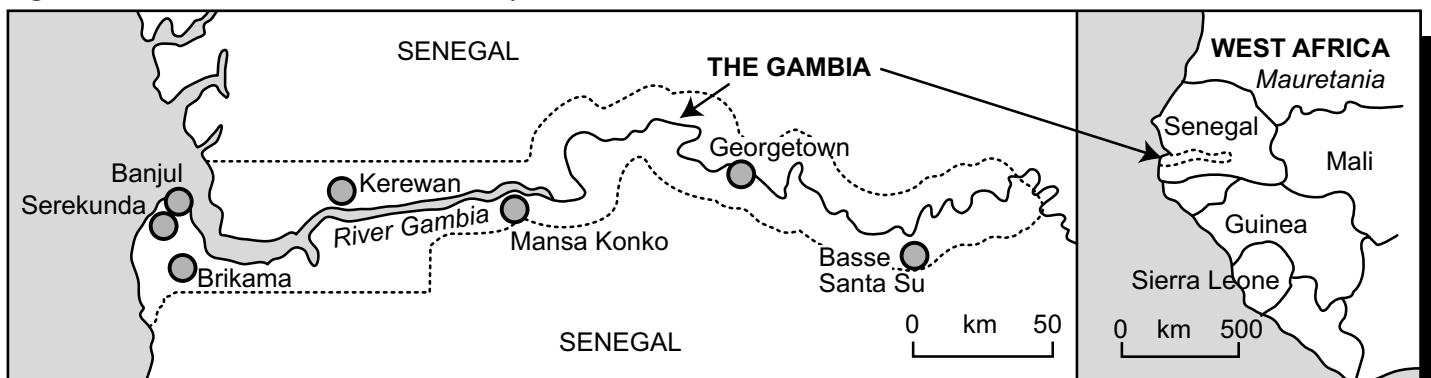 SENEGAL
THE GAMBIA
Georgetown
Banjul
Serekunda
Kerewan
River Gambia
Mansa Konko
Brikama
Basse
Santa Su
SENEGAL
0 km 50
WEST AFRICA
Mauretania
Senegal
Mali
Guinea
Sierra Leone
0 km 500